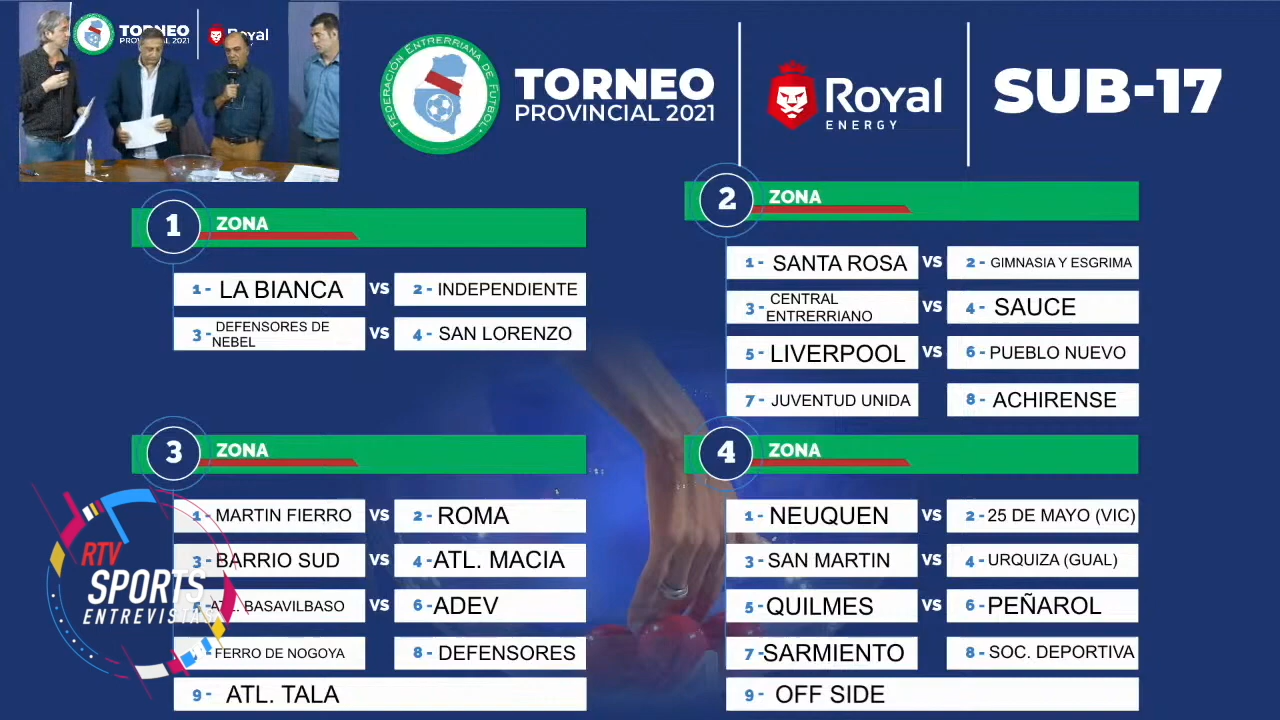 TORNEO
PROVINCIAL 2021
Royal
FEDERACIÓN ENTRERRIANA DE FUTBOL
TORNEO
PROVINCIAL 2021
Royal
ENERGY
SUB-17
1 ZONA
1 - LA BIANCA VS 2 - INDEPENDIENTE
3 - DEFENSORES DE
NEBEL VS 4 - SAN LORENZO
2 ZONA
1 - SANTA ROSA VS 2 - GIMNASIA Y ESGRIMA
3 - CENTRAL
ENTRERRIANO VS 4 - SAUCE
5 - LIVERPOOL VS 6 - PUEBLO NUEVO
7 - JUVENTUD UNIDA 8 - ACHIRENSE
3 ZONA
1 - MARTIN FIERRO VS 2 - ROMA
3 - BARRIO SUD VS 4 - ATL. MACIA
BASAVILBASO VS 6 - ADEV
FERRO DE NOGOYA 8 - DEFENSORES
9 - ATL. TALA
4 ZONA
1 - NEUQUEN VS 2 - 25 DE MAYO (VIC)
3 - SAN MARTIN VS 4 - URQUIZA (GUAL)
5 - QUILMES VS 6 - PEÑAROL
7 - SARMIENTO 8 - SOC. DEPORTIVA
9 - OFF SIDE
RTV
SPORTS
ENTREVISTAS